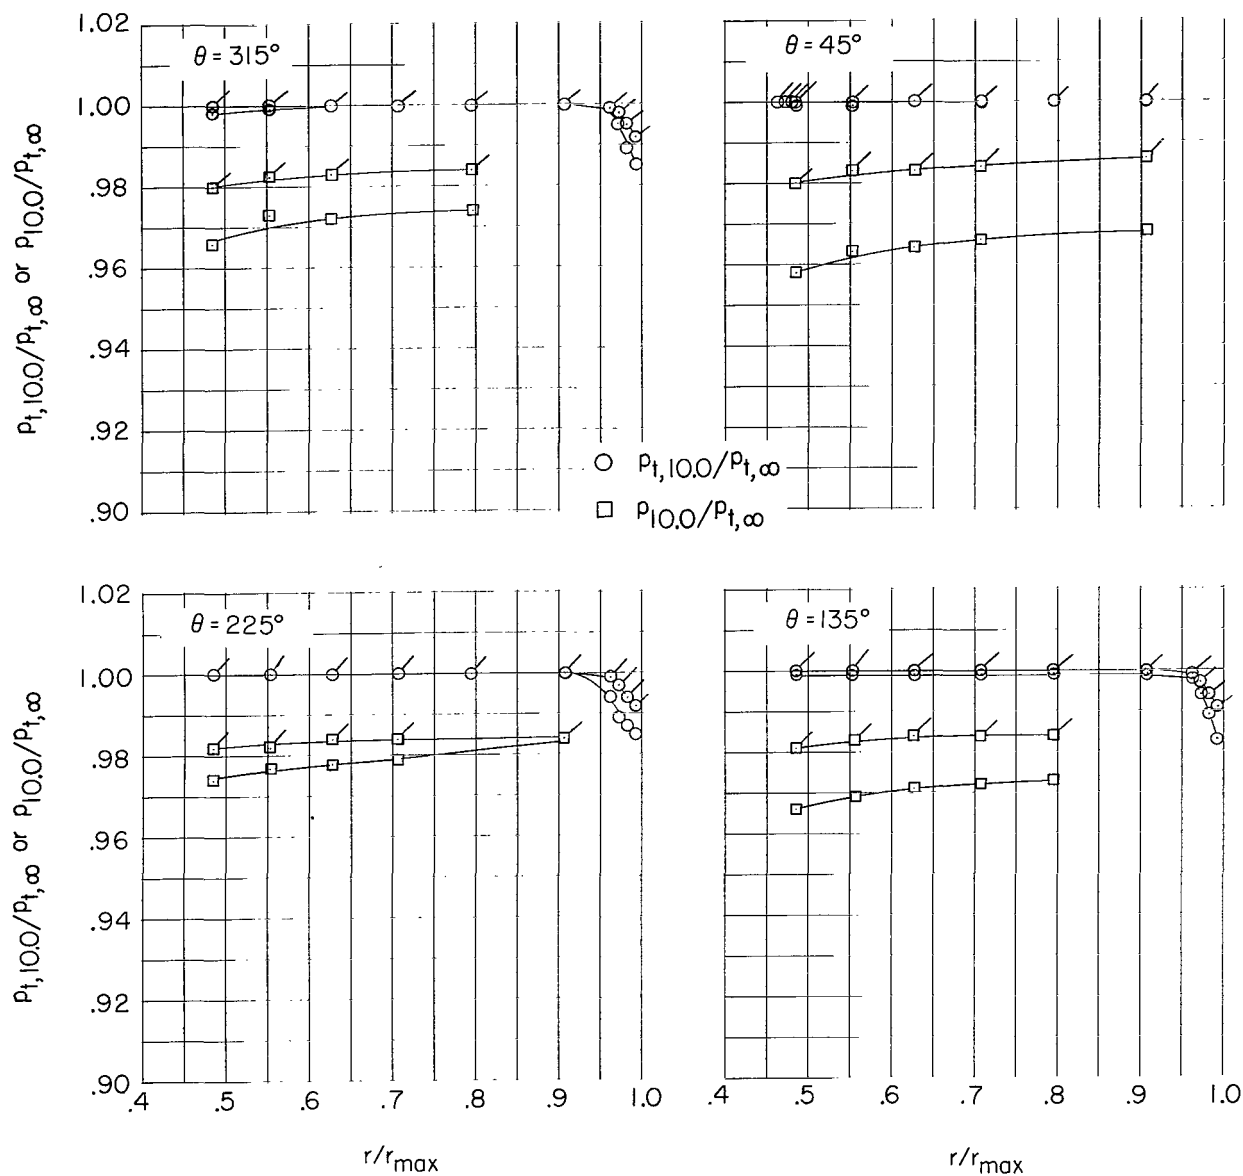 1.02
1.00
.98
.96
.94
.92
.90
p_t,10.0/p_t,∞ or p_10.0/p_t,∞
θ = 315°
θ = 45°
○ p_t,10.0/p_t,∞
□ p_10.0/p_t,∞
1.02
1.00
.98
.96
.94
.92
.90
p_t,10.0/p_t,∞ or p_10.0/p_t,∞
θ = 225°
θ = 135°
.4 .5 .6 .7 .8 .9 1.0
.4 .5 .6 .7 .8 .9 1.0
r/r_max
r/r_max